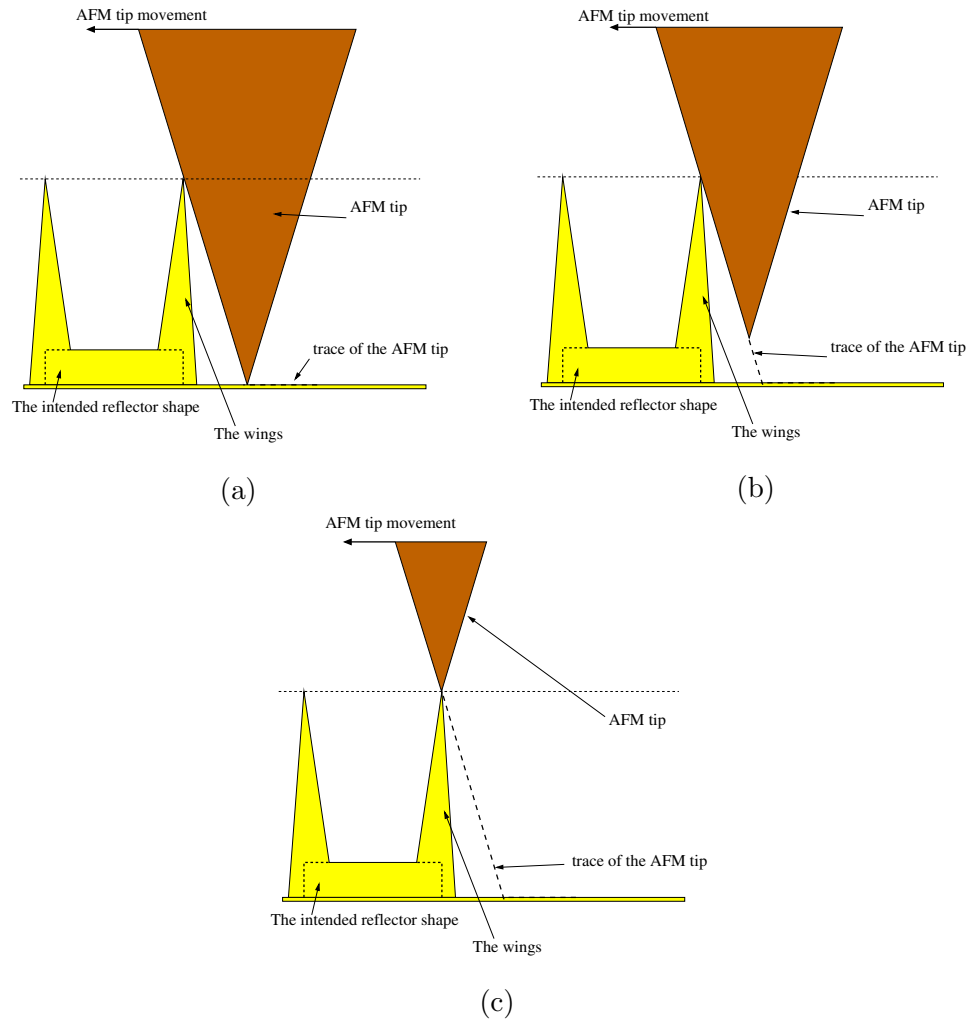 AFM tip movement
AFM tip
trace of the AFM tip
The intended reflector shape
The wings
(a)
AFM tip movement
AFM tip
trace of the AFM tip
The intended reflector shape
The wings
(b)
AFM tip movement
AFM tip
trace of the AFM tip
The intended reflector shape
The wings
(c)